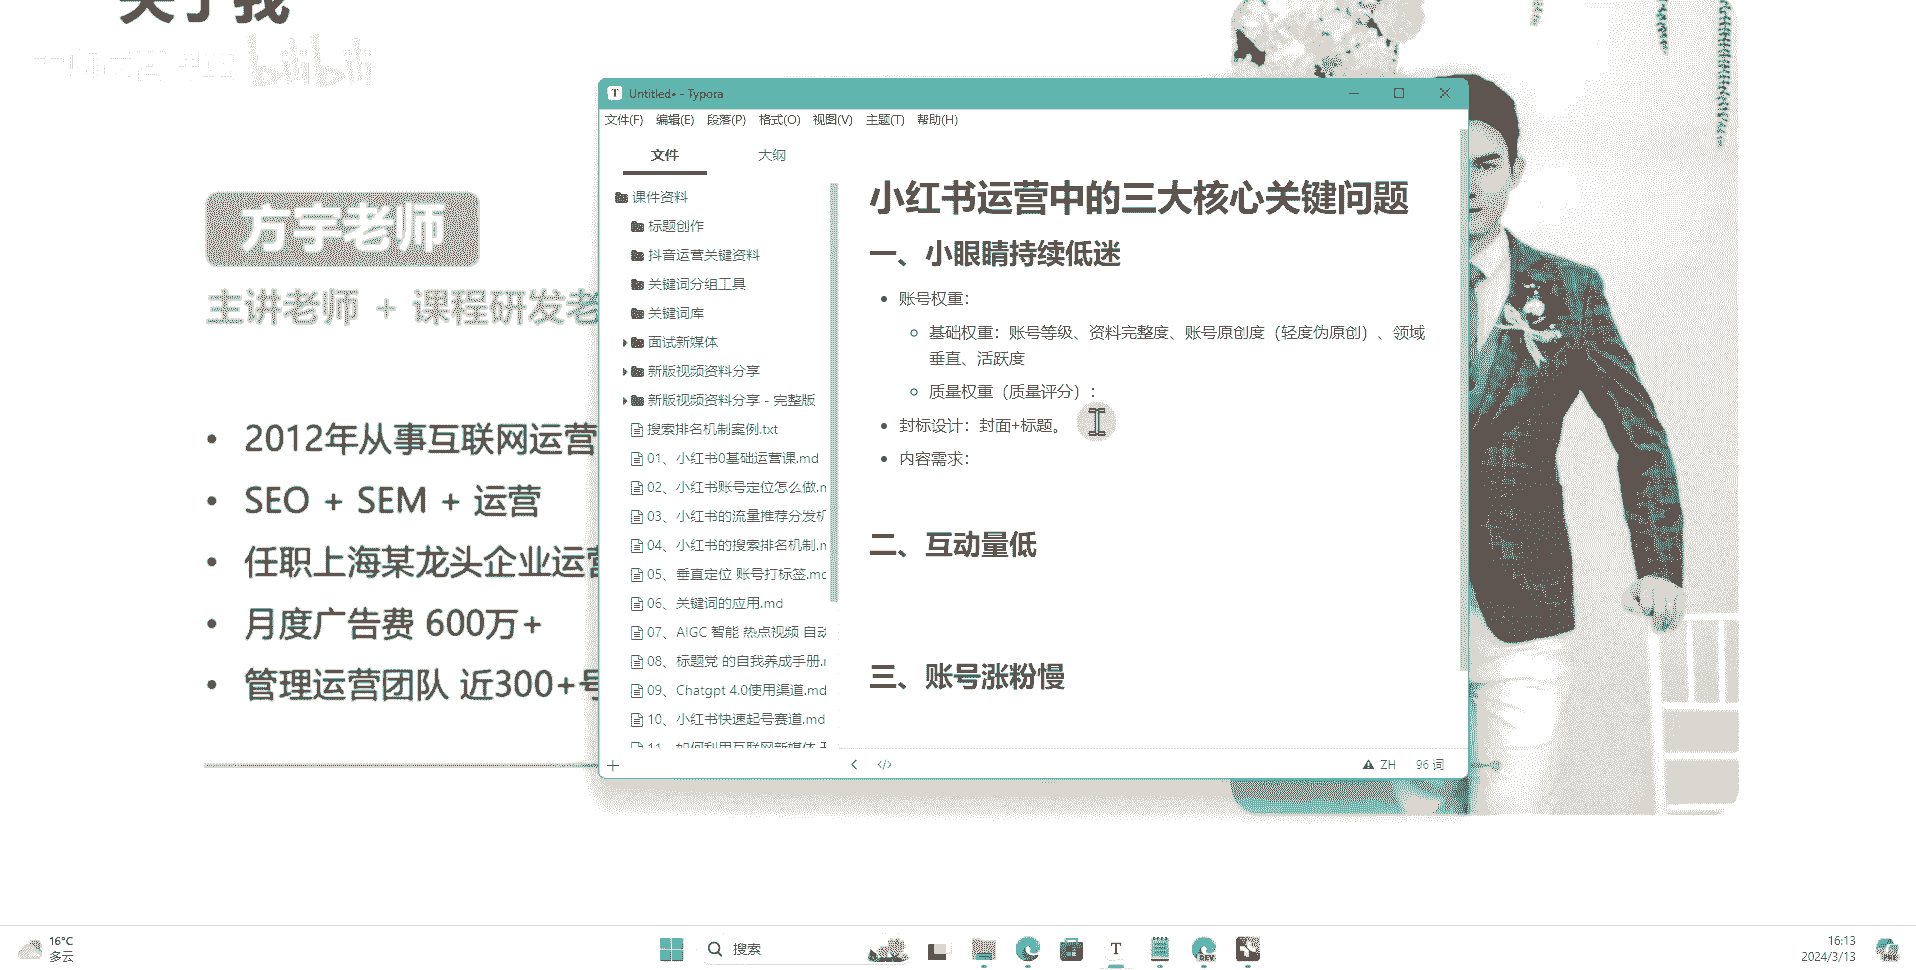 关于我
bilibili
方宇老师
主讲老师 + 课程研发老
2012年从事互联网运营
SEO + SEM + 运营
任职上海某龙头企业运营
月度广告费 600万+
管理运营团队 近300+号
Untitled• - Typora
文件(F) 编辑(E) 段落(P) 格式(O) 视图(V) 主题(T) 帮助(H)
文件 大纲
课件资料
标题创作
抖音运营关键资料
关键词分组工具
关键词库
面试新媒体
新版视频资料分享
新版视频资料分享 - 完整版
搜索排名机制案例.txt
01、小红书0基础运营课.md
02、小红书账号定位怎么做.m
03、小红书的流量推荐分发机
04、小红书的搜索排名机制.m
05、垂直定位 账号打标签.md
06、关键词的应用.md
07、AIGC 智能 热点视频 自动
08、标题党 的自我养成手册.m
09、Chatgpt 4.0使用渠道.md
10、小红书快速起号赛道.md
11、如何利用互联网新媒体
小红书运营中的三大核心关键问题
一、小眼睛持续低迷
账号权重：
基础权重：账号等级、资料完整度、账号原创度（轻度伪原创）、领域
垂直、活跃度
质量权重（质量评分）：
封标设计：封面+标题。
内容需求：
二、互动量低
三、账号涨粉慢
ZH 96 词
16°C
多云
搜索
16:13
2024/3/13